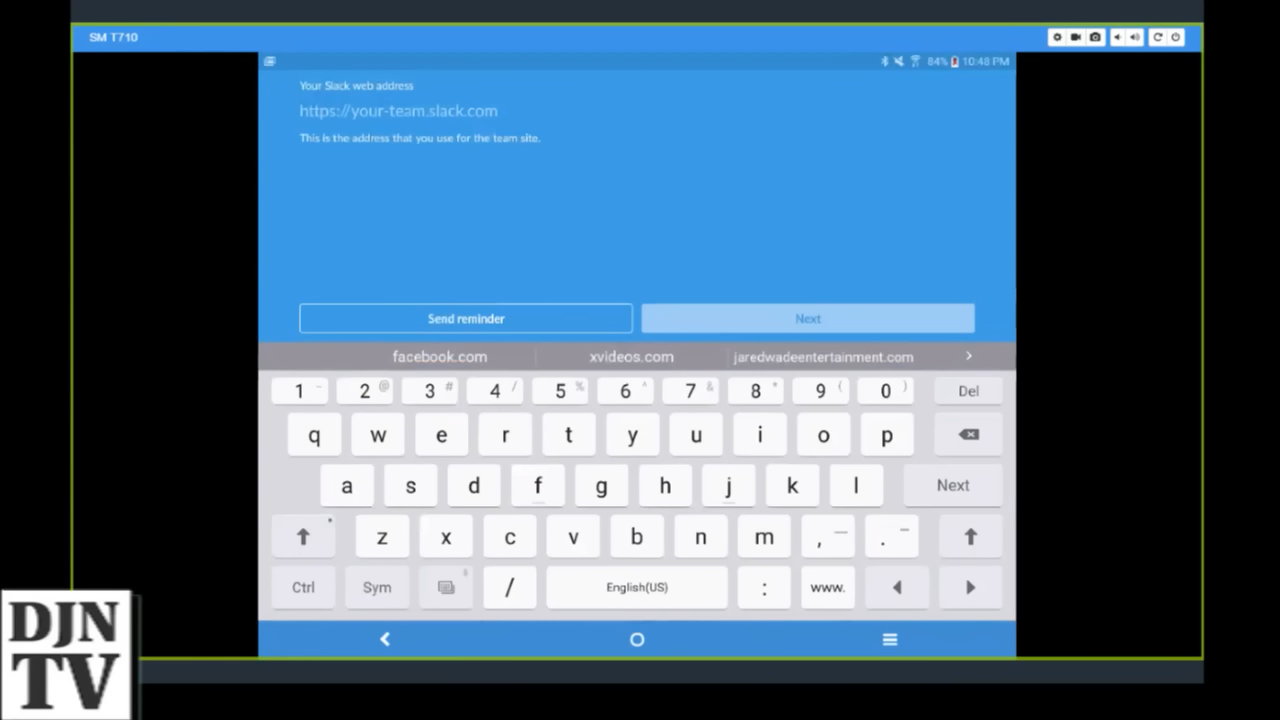 SM T710
84% 10:48 PM
Your Slack web address
https://your-team.slack.com
This is the address that you use for the team site.
Send reminder
Next
facebook.com
xvideos.com
jaredwadeentertainment.com
1 - 2 @ 3 # 4 / 5 % 6 ^ 7 & 8 * 9 ( 0 ) Del
q w e r t y u i o p
a s d f g h j k l Next
z x c v b n m , — . –
Ctrl Sym / English(US) : www.
DJN
TV